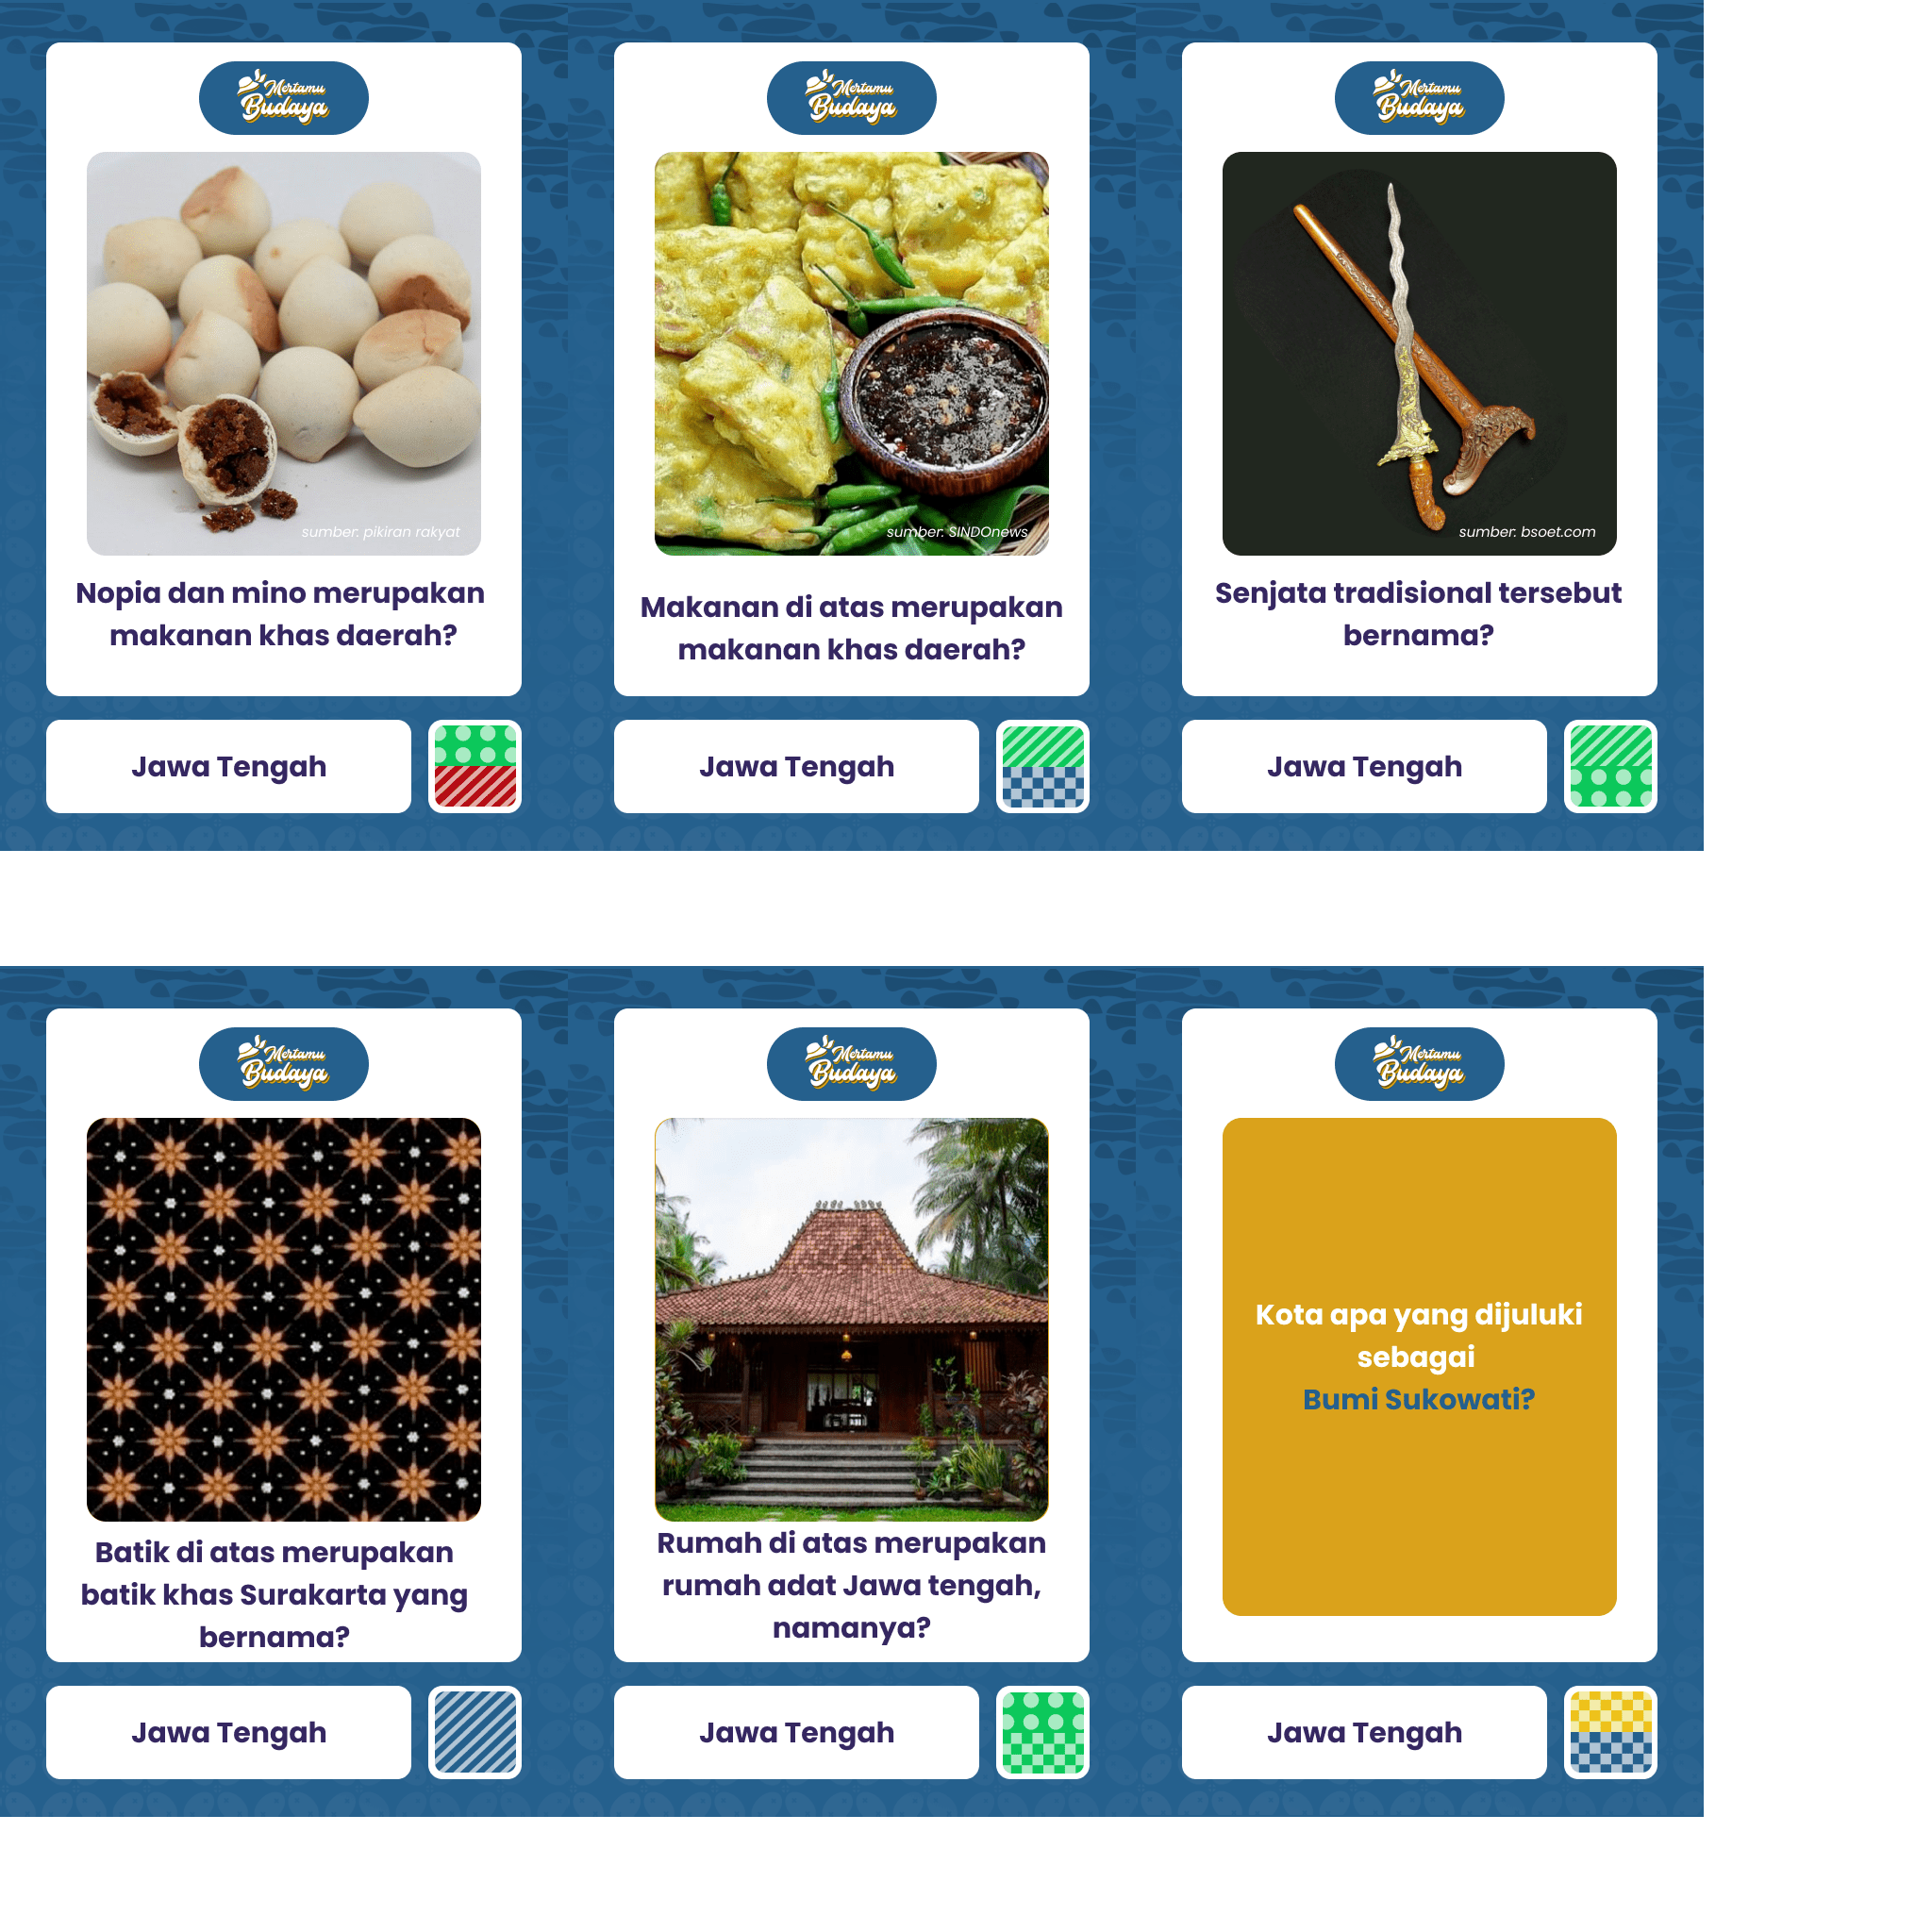 Mertamu
Budaya
sumber: pikiran rakyat
Nopia dan mino merupakan
makanan khas daerah?
Jawa Tengah
Mertamu
Budaya
sumber: SINDOnews
Makanan di atas merupakan
makanan khas daerah?
Jawa Tengah
Mertamu
Budaya
sumber: bsoet.com
Senjata tradisional tersebut
bernama?
Jawa Tengah
Mertamu
Budaya
Batik di atas merupakan
batik khas Surakarta yang
bernama?
Jawa Tengah
Mertamu
Budaya
Rumah di atas merupakan
rumah adat Jawa tengah,
namanya?
Jawa Tengah
Mertamu
Budaya
Kota apa yang dijuluki
sebagai
Bumi Sukowati?
Jawa Tengah